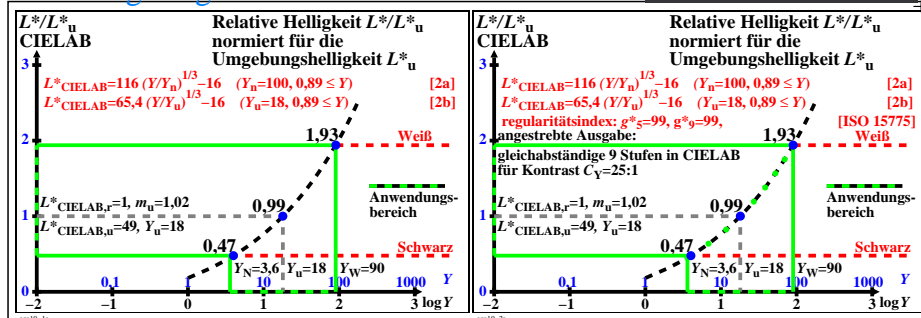 L*/L*u
CIELAB
Relative Helligkeit L*/L*u
normiert für die
Umgebungshelligkeit L*u
3
L*CIELAB=116 (Y/Yn)^1/3−16 (Yn=100, 0,89 ≤ Y) [2a]
L*CIELAB=65,4 (Y/Yu)^1/3−16 (Yu=18, 0,89 ≤ Y) [2b]
1,93
Weiß
2
L*CIELAB,r=1, mu=1,02
0,99
Anwendungs-
bereich
1
L*CIELAB,u=49, Yu=18
0,47
Schwarz
YN=3,6 Yu=18 YW=90
0,1 1 10 100 1000 Y
0
−2 −1 0 1 2 3 log Y
L*/L*u
CIELAB
Relative Helligkeit L*/L*u
normiert für die
Umgebungshelligkeit L*u
3
L*CIELAB=116 (Y/Yn)^1/3−16 (Yn=100, 0,89 ≤ Y) [2a]
L*CIELAB=65,4 (Y/Yu)^1/3−16 (Yu=18, 0,89 ≤ Y) [2b]
regularitätsindex: g*5=99, g*9=99, [ISO 15775]
angestrebte Ausgabe:
1,93
Weiß
2
gleichabständige 9 Stufen in CIELAB
für Kontrast CY=25:1
L*CIELAB,r=1, mu=1,02
0,99
Anwendungs-
bereich
1
L*CIELAB,u=49, Yu=18
0,47
Schwarz
YN=3,6 Yu=18 YW=90
0,1 1 10 100 1000 Y
0
−2 −1 0 1 2 3 log Y